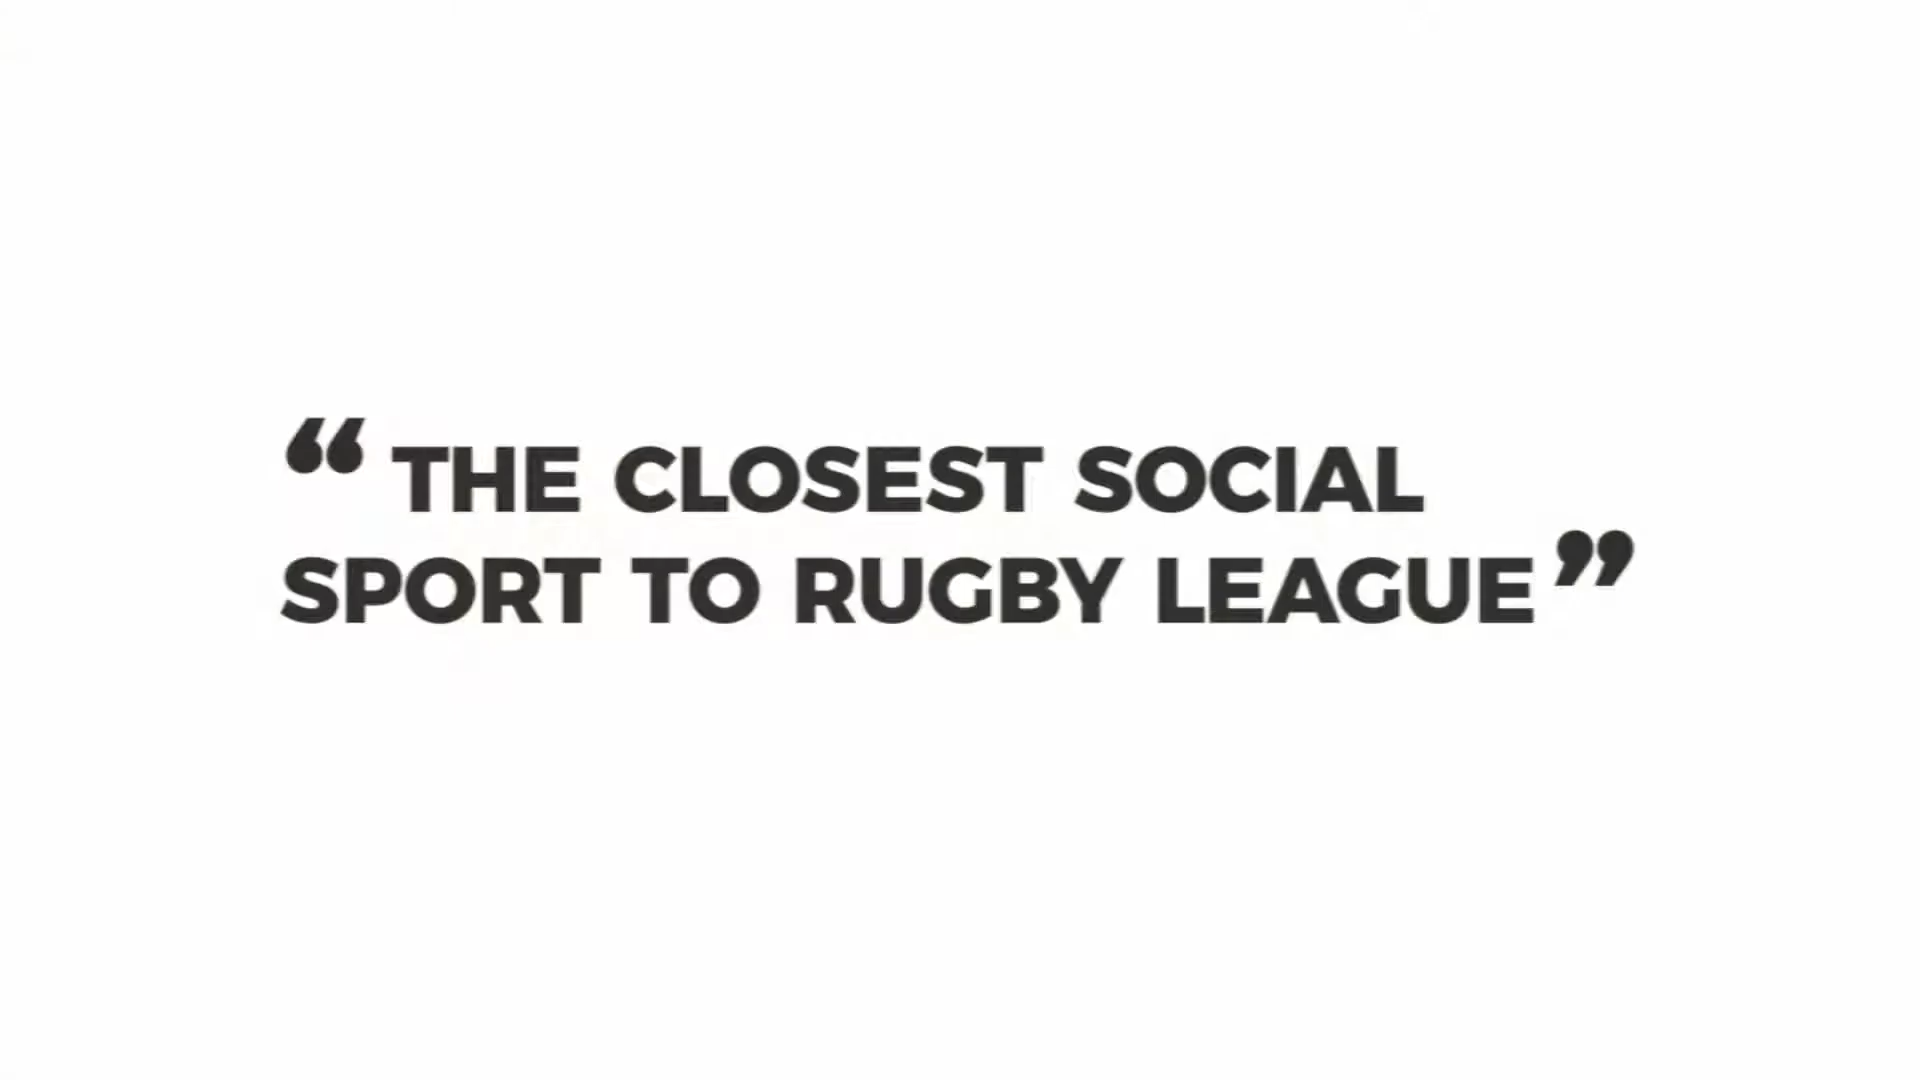 “ THE CLOSEST SOCIAL
SPORT TO RUGBY LEAGUE ”